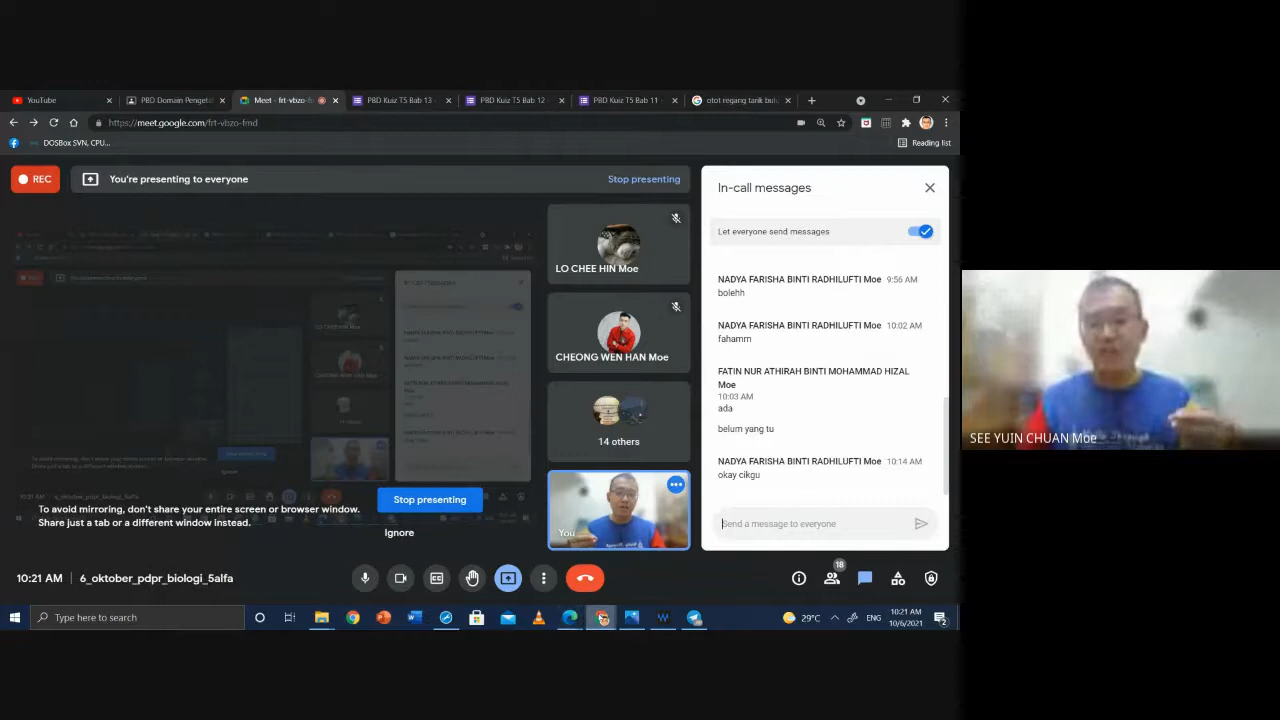 YouTube
PBD Domain Penget
Meet - frt-vbzo-f
PBD Kuiz T5 Bab 13 -
PBD Kuiz T5 Bab 12 -
PBD Kuiz T5 Bab 11 -
otot regang tarik bul
https://meet.google.com/frt-vbzo-fmd
DOSBox SVN, CPU...
Reading list
REC
You're presenting to everyone
Stop presenting
LO CHEE HIN Moe
CHEONG WEN HAN Moe
14 others
You
In-call messages
Let everyone send messages
NADYA FARISHA BINTI RADHILUFTI Moe 9:56 AM
bolehh
NADYA FARISHA BINTI RADHILUFTI Moe 10:02 AM
fahamm
FATIN NUR ATHIRAH BINTI MOHAMMAD HIZAL
Moe
10:03 AM
ada
belum yang tu
NADYA FARISHA BINTI RADHILUFTI Moe 10:14 AM
okay cikgu
Send a message to everyone
To avoid mirroring, don't share your entire screen or browser window.
Share just a tab or a different window instead.
Stop presenting
Ignore
10:21 AM | 6_oktober_pdpr_biologi_5alfa
18
Type here to search
29°C
ENG
10:21 AM
10/6/2021
2
SEE YUIN CHUAN Moe